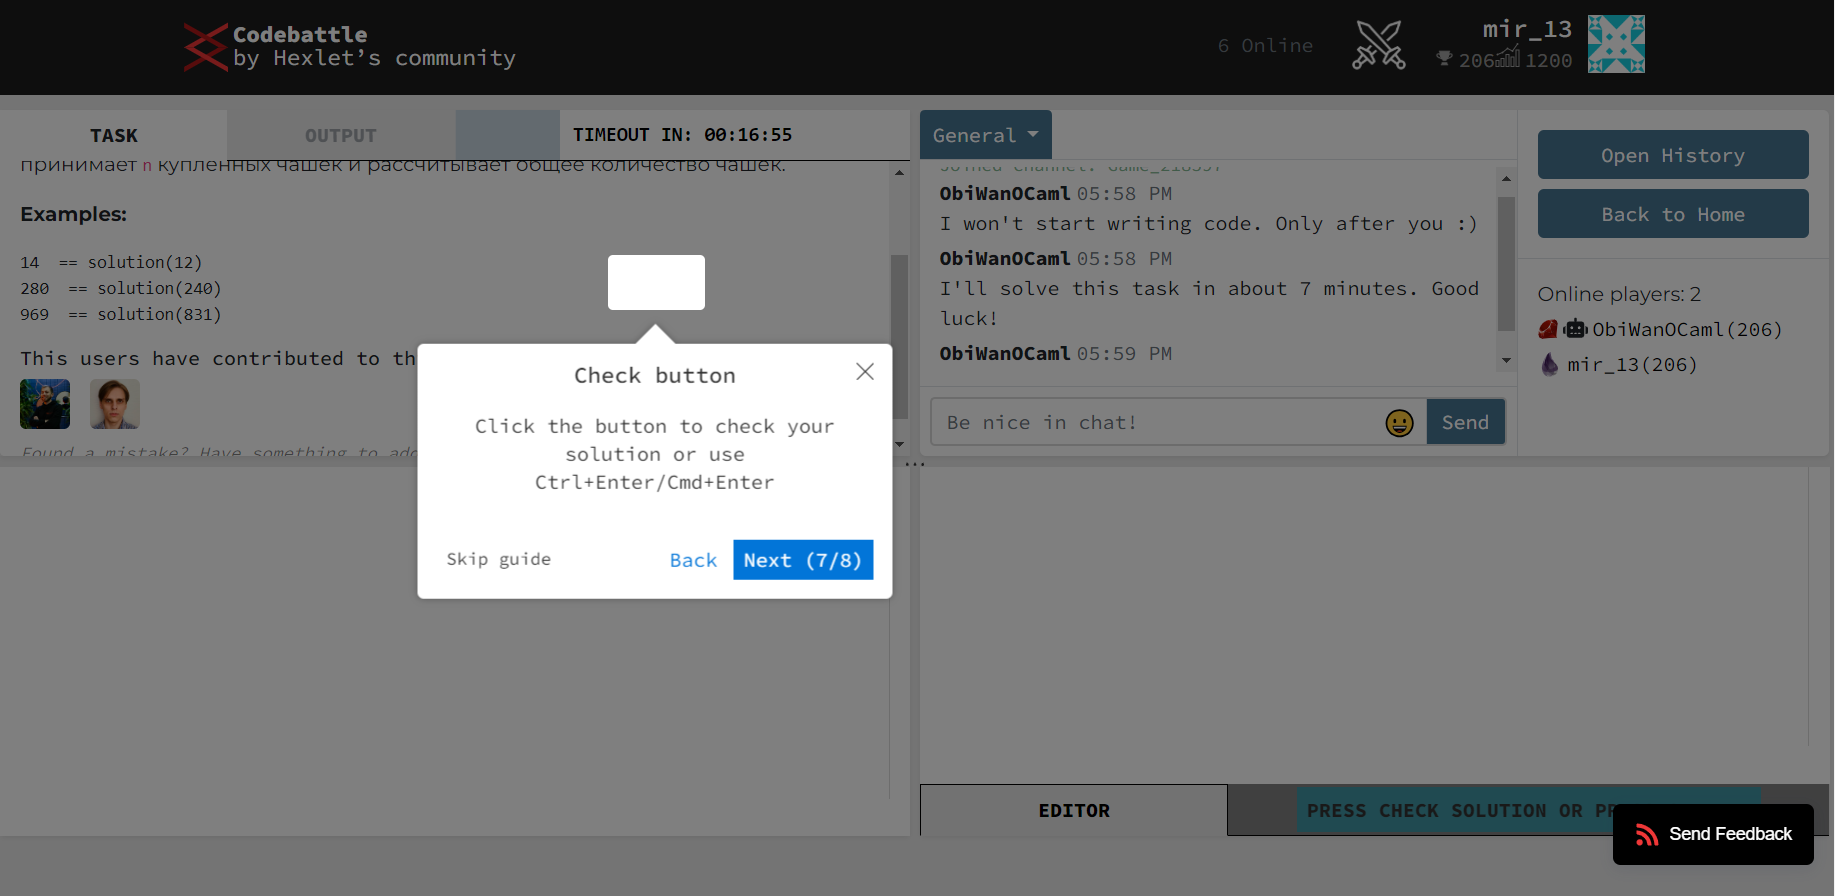 Codebattle
by Hexlet’s community
6 Online
mir_13
206 1200
TASK
OUTPUT
TIMEOUT IN: 00:16:55
принимает n купленных чашек и рассчитывает общее количество чашек.
Examples:
14 == solution(12)
280 == solution(240)
969 == solution(831)
This users have contributed to th
Found a mistake? Have something to add
Check button
Click the button to check your
solution or use
Ctrl+Enter/Cmd+Enter
Skip guide
Back
Next (7/8)
General
Joined channel: Game_218597
ObiWanOCaml 05:58 PM
I won't start writing code. Only after you :)
ObiWanOCaml 05:58 PM
I'll solve this task in about 7 minutes. Good
luck!
ObiWanOCaml 05:59 PM
Be nice in chat!
Send
Open History
Back to Home
Online players: 2
ObiWanOCaml(206)
mir_13(206)
EDITOR
PRESS CHECK SOLUTION OR PR
Send Feedback